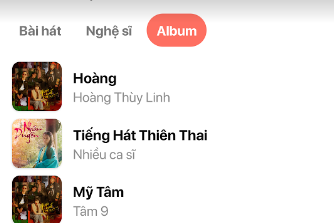 Bài hát Nghệ sĩ Album
Hoàng
Hoàng Thùy Linh
Tiếng Hát Thiên Thai
Nhiều ca sĩ
Mỹ Tâm
Tâm 9